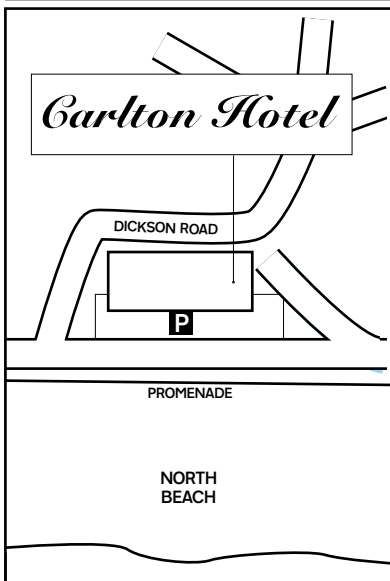 Carlton Hotel
DICKSON ROAD
P
PROMENADE
NORTH
BEACH